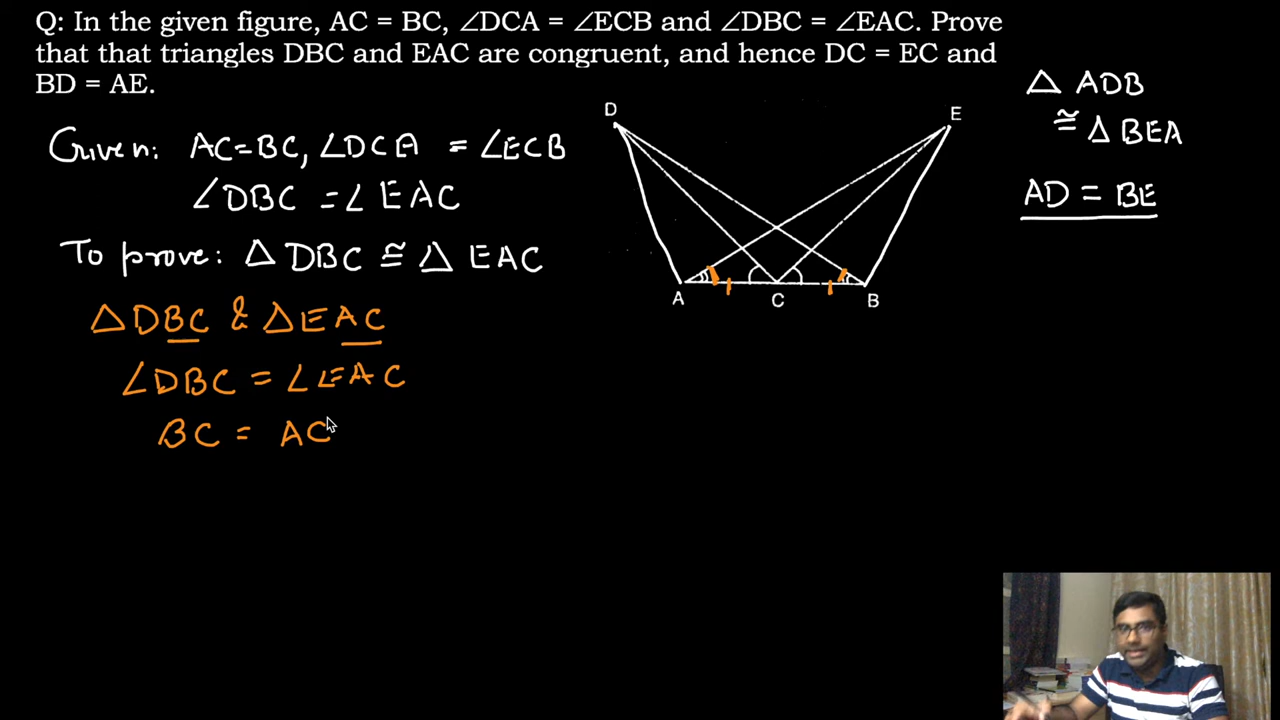 Q: In the given figure, AC = BC, ∠DCA = ∠ECB and ∠DBC = ∠EAC. Prove
that that triangles DBC and EAC are congruent, and hence DC = EC and
BD = AE.
Given: AC=BC, ∠DCA = ∠ECB
∠DBC = ∠EAC
To prove: △ DBC ≅ △ EAC
△DBC & △EAC
∠DBC = ∠EAC
BC = AC
D
E
A
C
B
△ ADB
≅ △ BEA
AD = BE